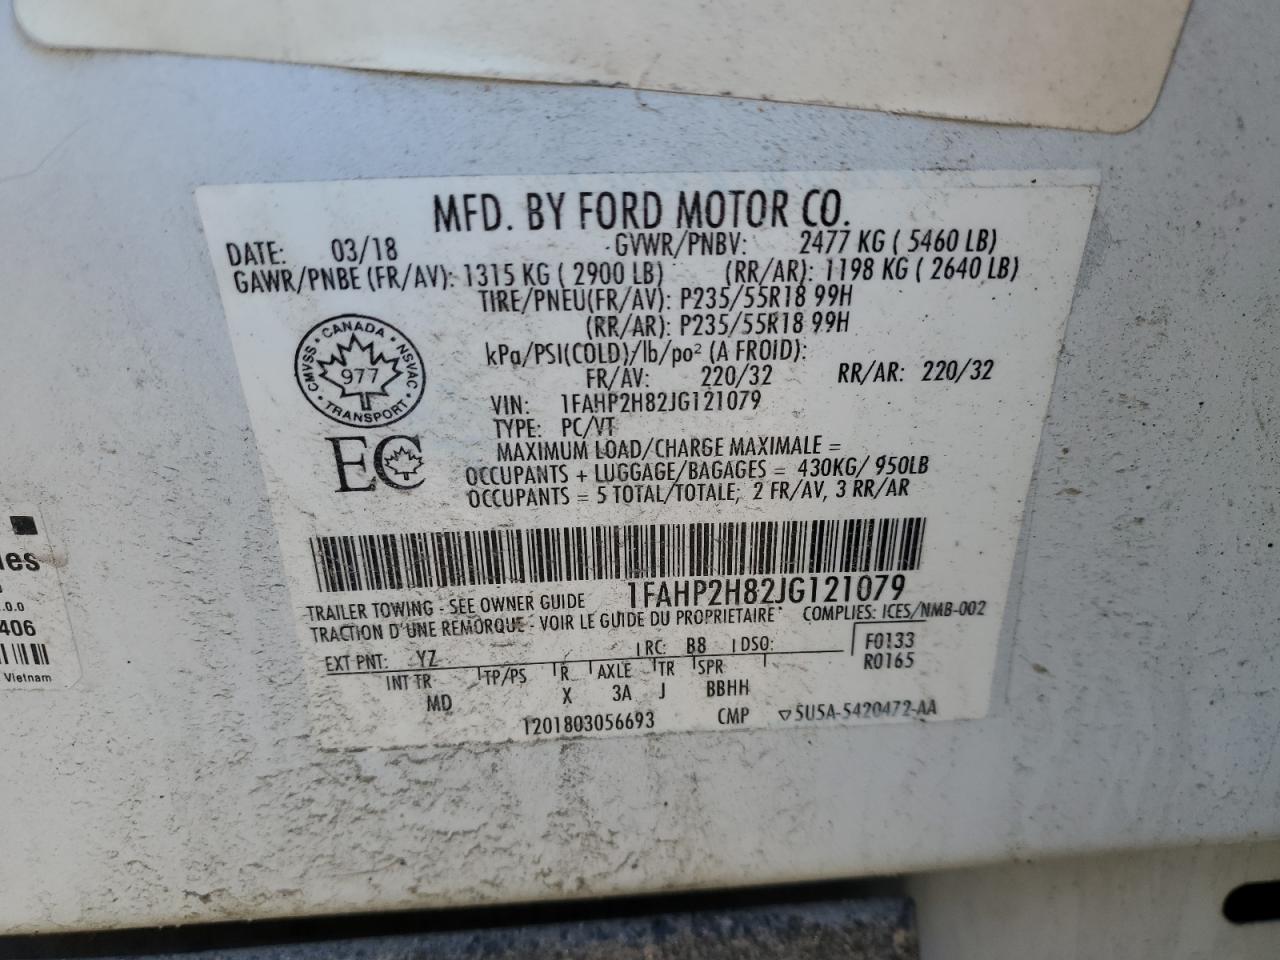 MFD. BY FORD MOTOR CO.
DATE: 03/18 GVWR/PNBV: 2477 KG ( 5460 LB)
GAWR/PNBE (FR/AV): 1315 KG ( 2900 LB) (RR/AR): 1198 KG ( 2640 LB)
TIRE/PNEU(FR/AV): P235/55R18 99H
(RR/AR): P235/55R18 99H
kPa/PSI(COLD)/lb/po² (A FROID):
FR/AV: 220/32 RR/AR: 220/32
CANADA
CMVSS NSVAC
977
TRANSPORT
VIN: 1FAHP2H82JG121079
TYPE: PC/VT
EC
MAXIMUM LOAD/CHARGE MAXIMALE =
OCCUPANTS + LUGGAGE/BAGAGES = 430KG/ 950LB
OCCUPANTS = 5 TOTAL/TOTALE; 2 FR/AV, 3 RR/AR
1FAHP2H82JG121079
TRAILER TOWING - SEE OWNER GUIDE
TRACTION D'UNE REMORQUE - VOIR LE GUIDE DU PROPRIETAIRE COMPLIES: ICES/NMB-002
EXT PNT: YZ RC: B8 DSO: F0133
R0165
INT TR TP/PS R AXLE TR SPR
MD X 3A J BBHH
1201803056693 CMP ▽5U5A-5420472-AA
les
.0.0
406
Vietnam